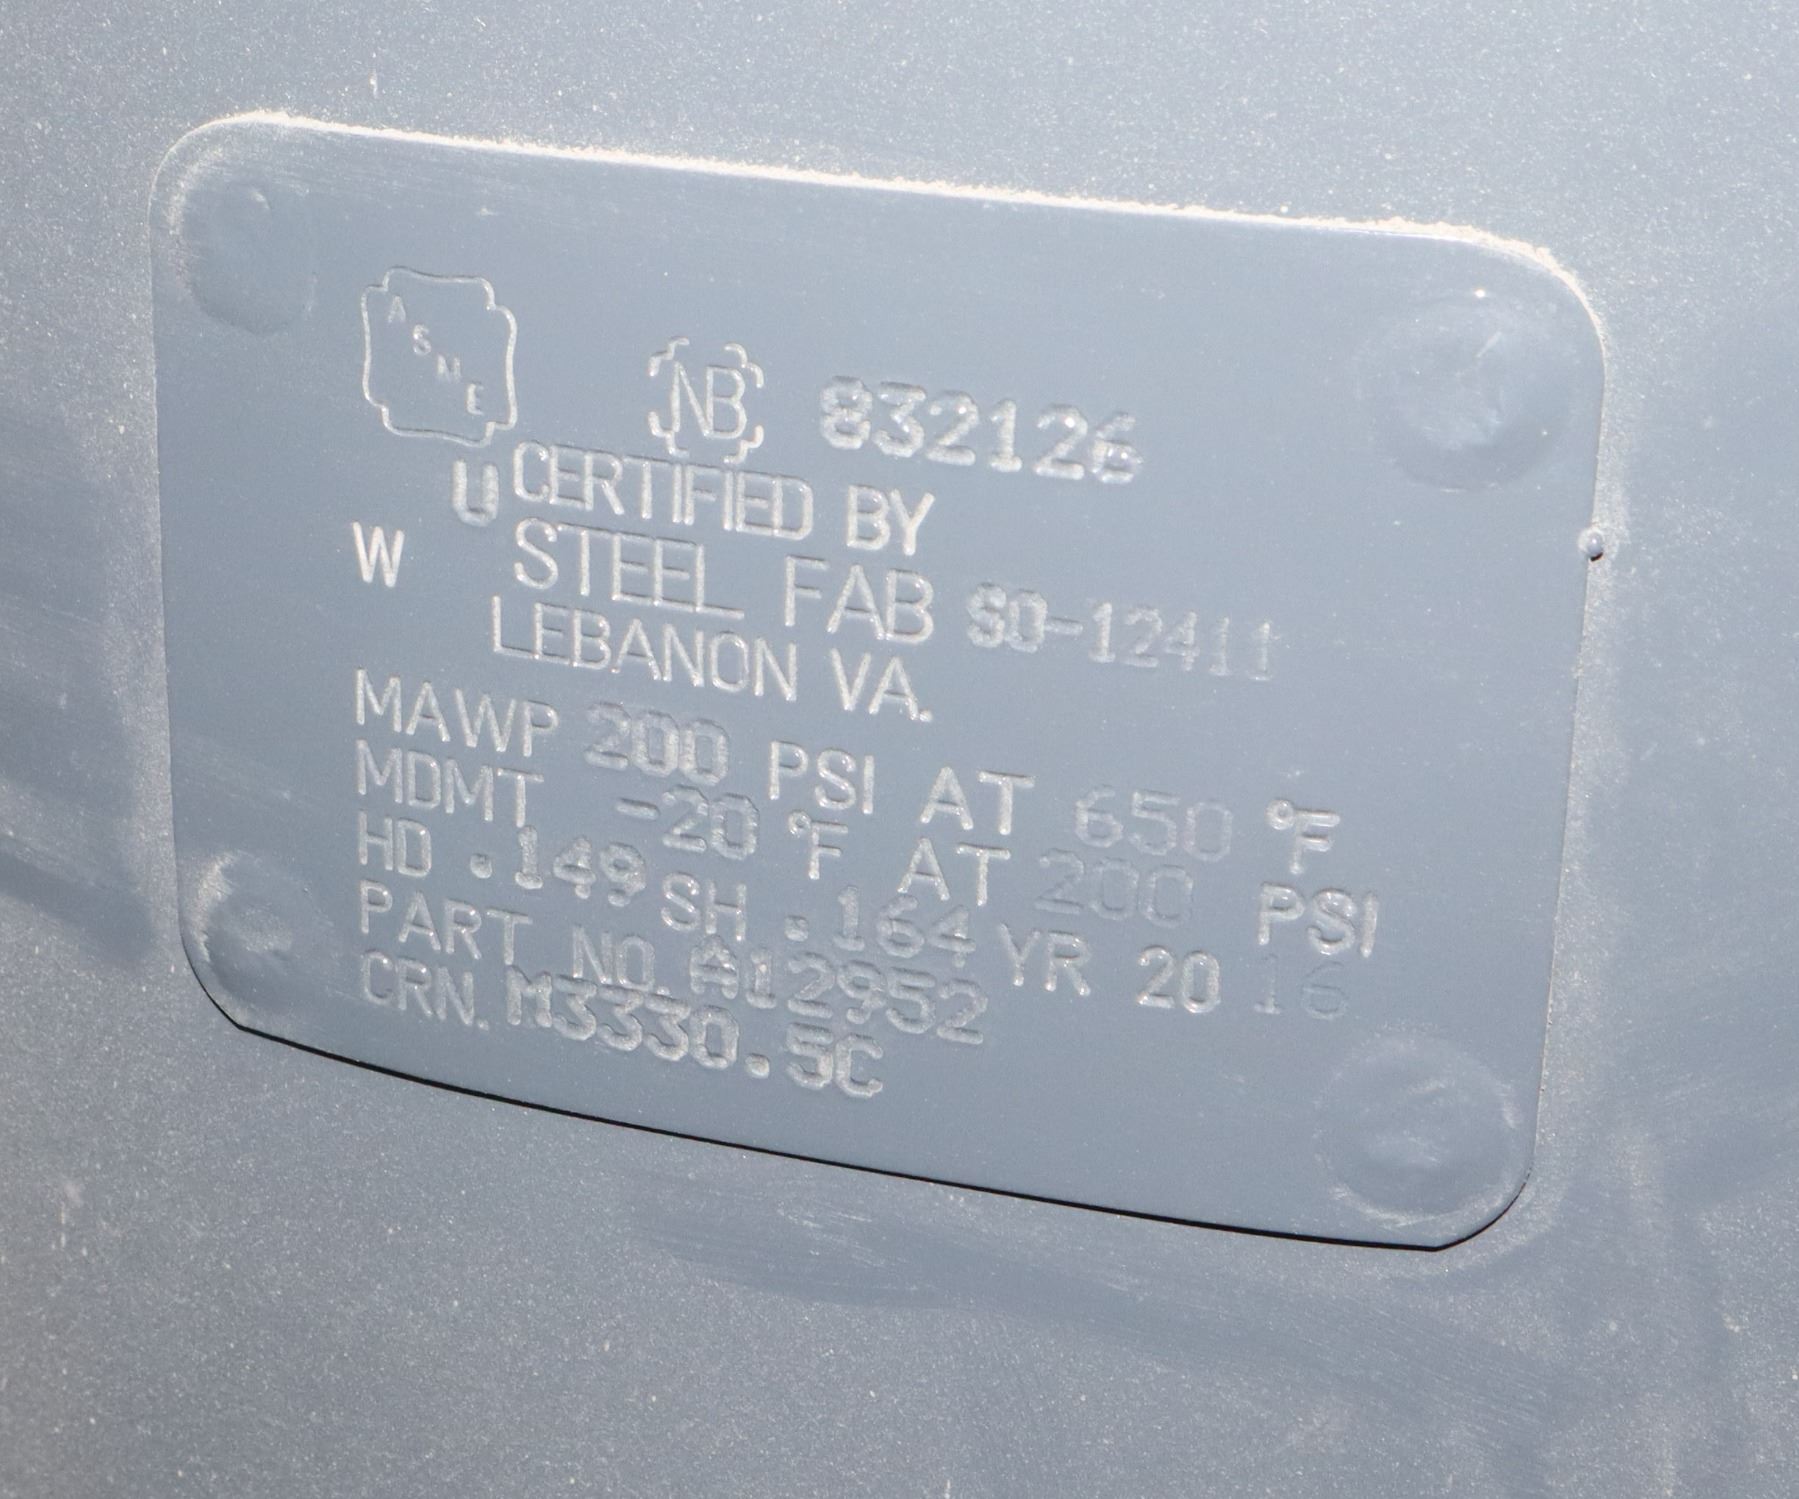 ASME
NB 832126
U CERTIFIED BY
W STEEL FAB SO-12411
LEBANON VA.
MAWP 200 PSI AT 650 °F
MDMT -20 °F AT 200 PSI
HD .149 SH .164 YR 2016
PART NO. A12952
CRN. M3330.5C